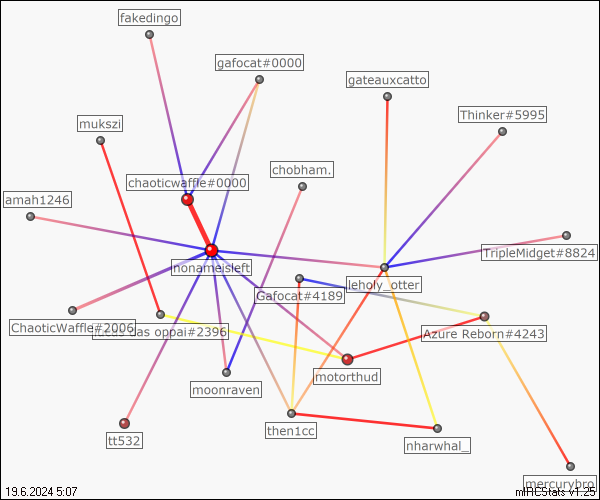 fakedingo
gafocat#0000
gateauxcatto
Thinker#5995
mukszi
chobham.
chaoticwaffle#0000
amah1246
TripleMidget#8824
nonameisleft
leholy_otter
Gafocat#4189
ChaoticWaffle#2006
das oppai#2396
Azure Reborn#4243
motorthud
moonraven
then1cc
tt532
nharwhal_
mercurybro
19.6.2024 5:07
mIRCStats v1.25